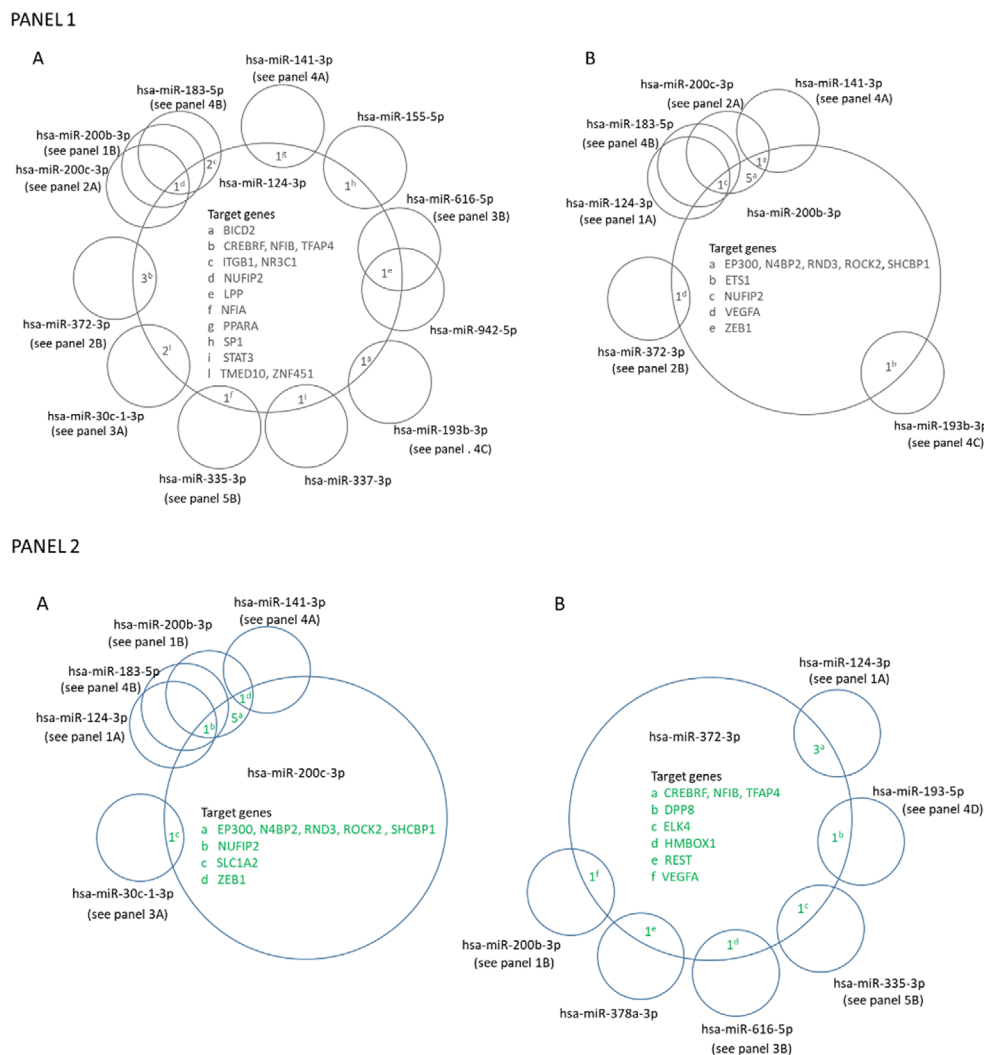 PANEL 1
A
hsa-miR-141-3p
(see panel 4A)
hsa-miR-183-5p
(see panel 4B)
hsa-miR-155-5p
hsa-miR-200b-3p
(see panel 1B)
hsa-miR-200c-3p
(see panel 2A)
2c
1d
1g
1h
hsa-miR-124-3p
hsa-miR-616-5p
(see panel 3B)
Target genes
a BICD2
b CREBRF, NFIB, TFAP4
c ITGB1, NR3C1
d NUFIP2
e LPP
f NFIA
g PPARA
h SP1
i STAT3
l TMED10, ZNF451
3b
1e
hsa-miR-372-3p
(see panel 2B)
hsa-miR-942-5p
2l
1a
1f
1i
hsa-miR-30c-1-3p
(see panel 3A)
hsa-miR-193b-3p
(see panel . 4C)
hsa-miR-335-3p
(see panel 5B)
hsa-miR-337-3p
B
hsa-miR-200c-3p
(see panel 2A)
hsa-miR-141-3p
(see panel 4A)
hsa-miR-183-5p
(see panel 4B)
hsa-miR-124-3p
(see panel 1A)
1e
5a
1c
hsa-miR-200b-3p
Target genes
a EP300, N4BP2, RND3, ROCK2, SHCBP1
b ETS1
c NUFIP2
d VEGFA
e ZEB1
1d
hsa-miR-372-3p
(see panel 2B)
1b
hsa-miR-193b-3p
(see panel 4C)
PANEL 2
A
hsa-miR-141-3p
(see panel 4A)
hsa-miR-200b-3p
(see panel 1B)
hsa-miR-183-5p
(see panel 4B)
hsa-miR-124-3p
(see panel 1A)
1d
5a
1b
hsa-miR-200c-3p
Target genes
a EP300, N4BP2, RND3, ROCK2 , SHCBP1
b NUFIP2
c SLC1A2
d ZEB1
1c
hsa-miR-30c-1-3p
(see panel 3A)
B
hsa-miR-124-3p
(see panel 1A)
hsa-miR-372-3p
3a
Target genes
a CREBRF, NFIB, TFAP4
b DPP8
c ELK4
d HMBOX1
e REST
f VEGFA
hsa-miR-193-5p
(see panel 4D)
1b
1f
1c
1e
1d
hsa-miR-200b-3p
(see panel 1B)
hsa-miR-335-3p
(see panel 5B)
hsa-miR-378a-3p
hsa-miR-616-5p
(see panel 3B)